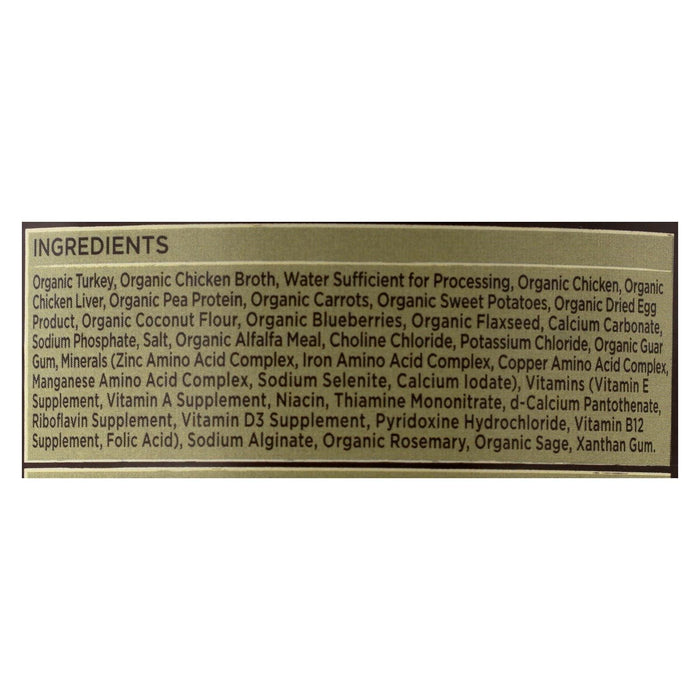 INGREDIENTS
Organic Turkey, Organic Chicken Broth, Water Sufficient for Processing, Organic Chicken, Organic
Chicken Liver, Organic Pea Protein, Organic Carrots, Organic Sweet Potatoes, Organic Dried Egg
Product, Organic Coconut Flour, Organic Blueberries, Organic Flaxseed, Calcium Carbonate,
Sodium Phosphate, Salt, Organic Alfalfa Meal, Choline Chloride, Potassium Chloride, Organic Guar
Gum, Minerals (Zinc Amino Acid Complex, Iron Amino Acid Complex, Copper Amino Acid Complex,
Manganese Amino Acid Complex, Sodium Selenite, Calcium Iodate), Vitamins (Vitamin E
Supplement, Vitamin A Supplement, Niacin, Thiamine Mononitrate, d-Calcium Pantothenate,
Riboflavin Supplement, Vitamin D3 Supplement, Pyridoxine Hydrochloride, Vitamin B12
Supplement, Folic Acid), Sodium Alginate, Organic Rosemary, Organic Sage, Xanthan Gum.